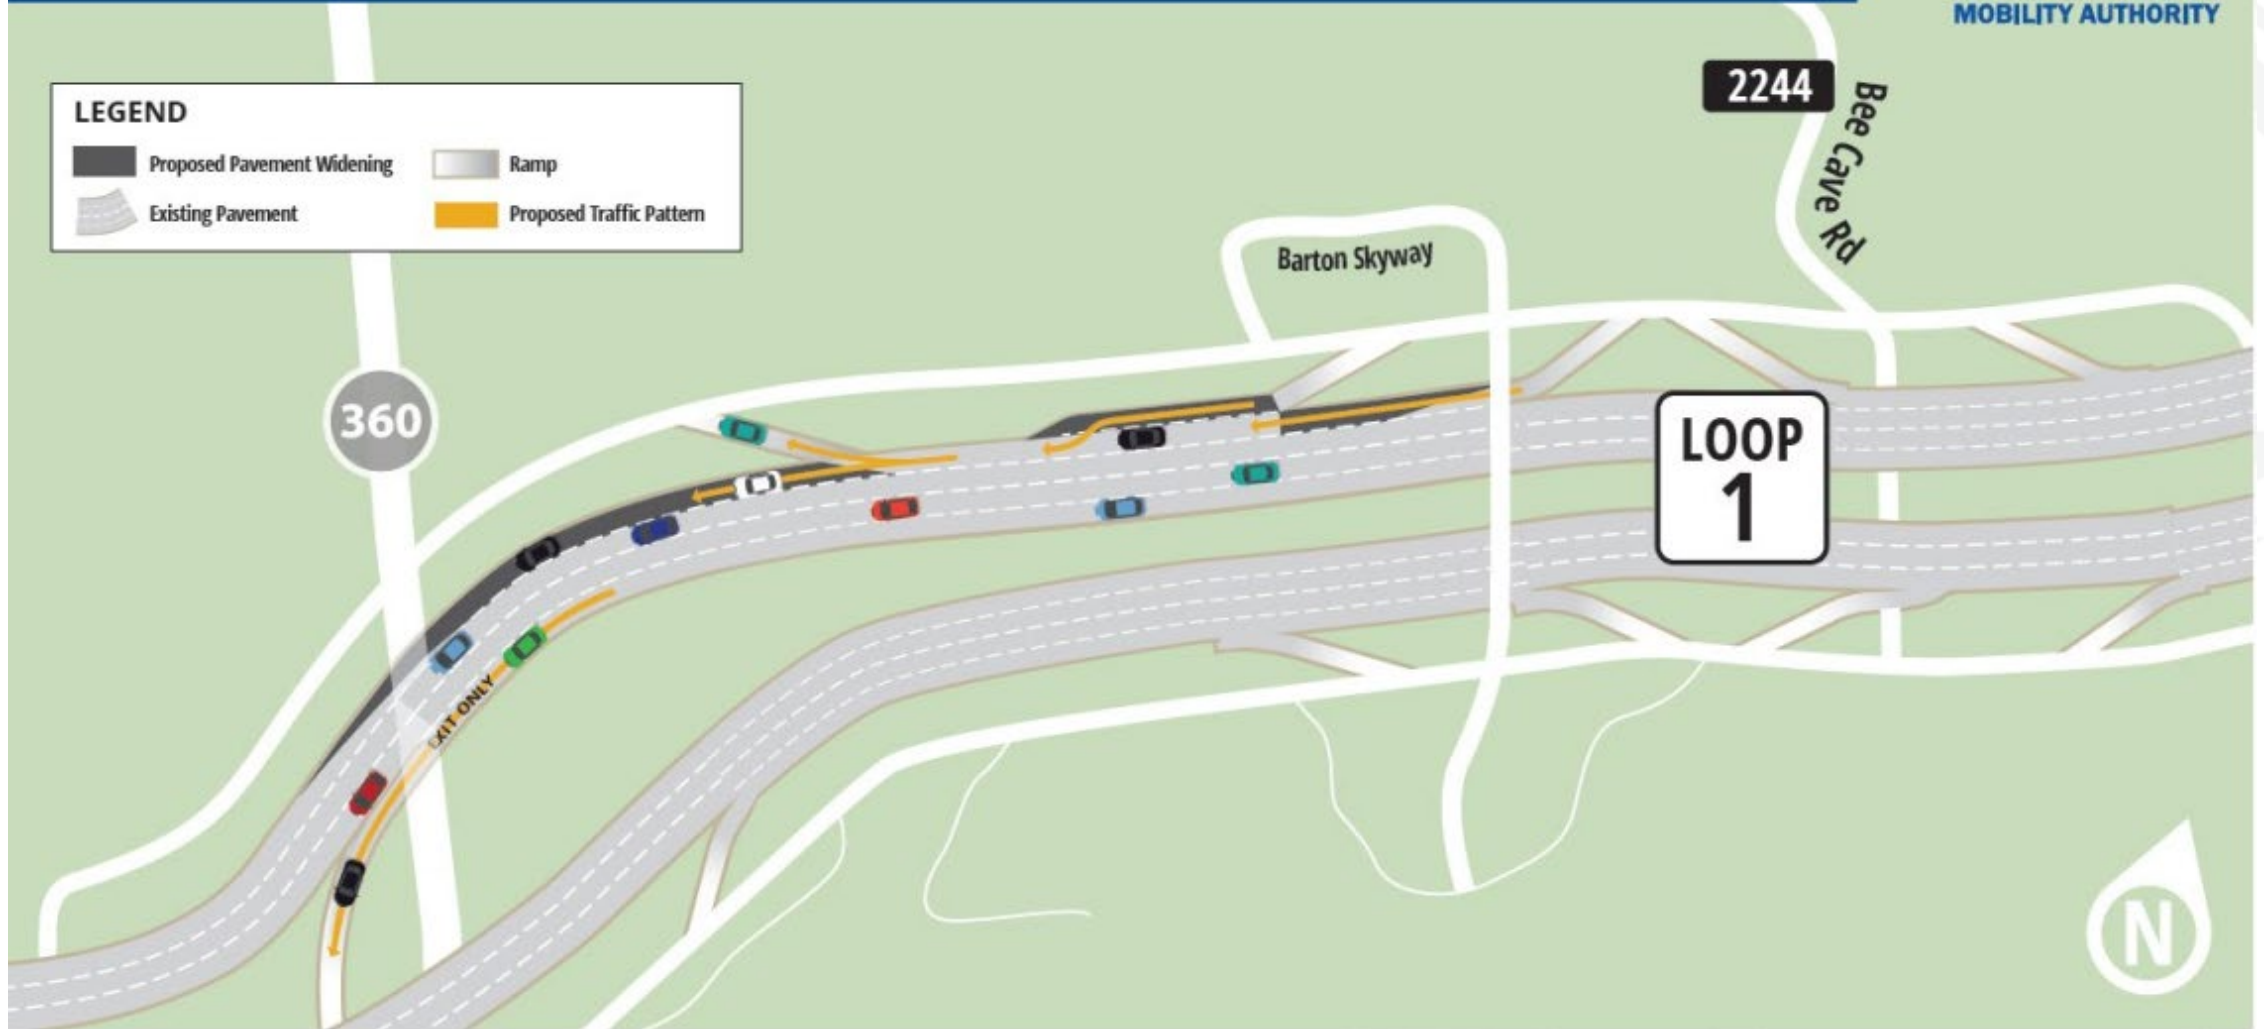 MOBILITY AUTHORITY
2244
Bee Cave Rd
LEGEND
Proposed Pavement Widening
Ramp
Existing Pavement
Proposed Traffic Pattern
Barton Skyway
360
LOOP
1
EXIT ONLY
N